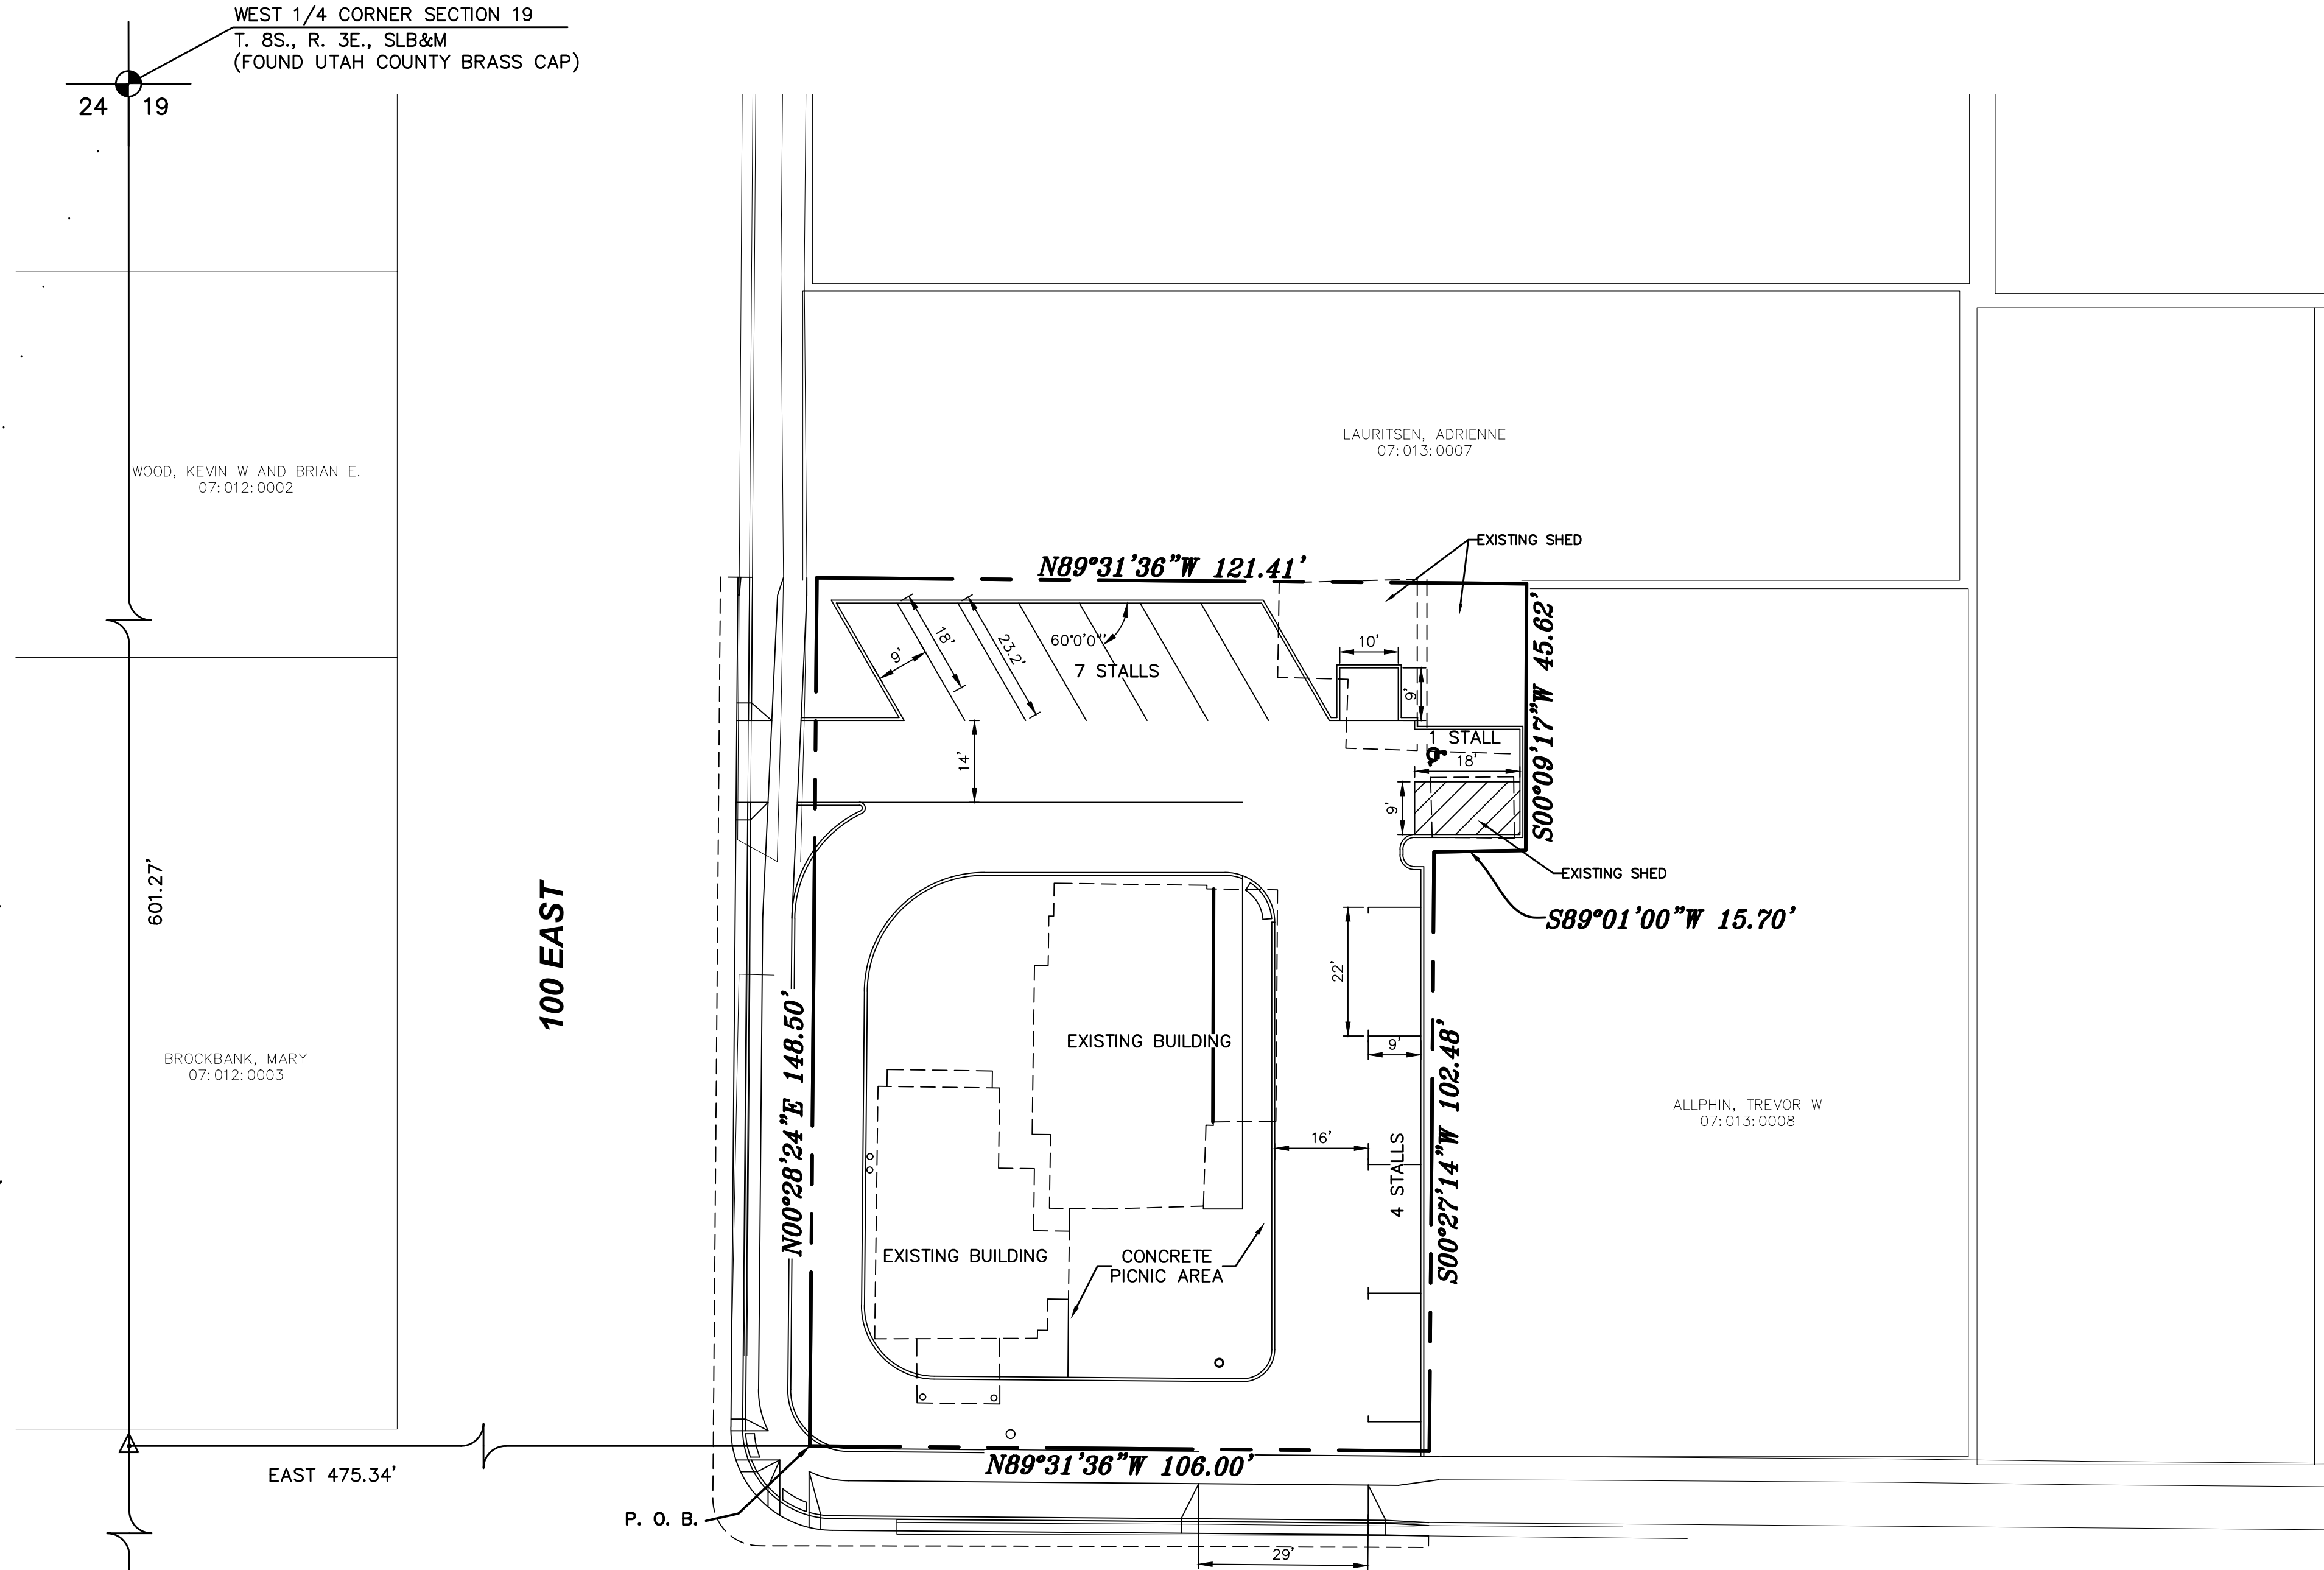 WEST 1/4 CORNER SECTION 19
T. 8S., R. 3E., SLB&M
(FOUND UTAH COUNTY BRASS CAP)
24 19
LAURITSEN, ADRIENNE
07:013:0007
WOOD, KEVIN W AND BRIAN E.
07:012:0002
EXISTING SHED
N89°31'36"W 121.41'
S00°09'17"W 45.62'
18'
23.2'
9'
60°0'0"
7 STALLS
10'
9'
1 STALL
18'
14'
9'
EXISTING SHED
S89°01'00"W 15.70'
601.27'
100 EAST
22'
N00°28'24"E 148.50'
EXISTING BUILDING
9'
S00°27'14"W 102.48'
BROCKBANK, MARY
07:012:0003
ALLPHIN, TREVOR W
07:013:0008
16'
4 STALLS
EXISTING BUILDING
CONCRETE
PICNIC AREA
N89°31'36"W 106.00'
EAST 475.34'
P. O. B.
29'